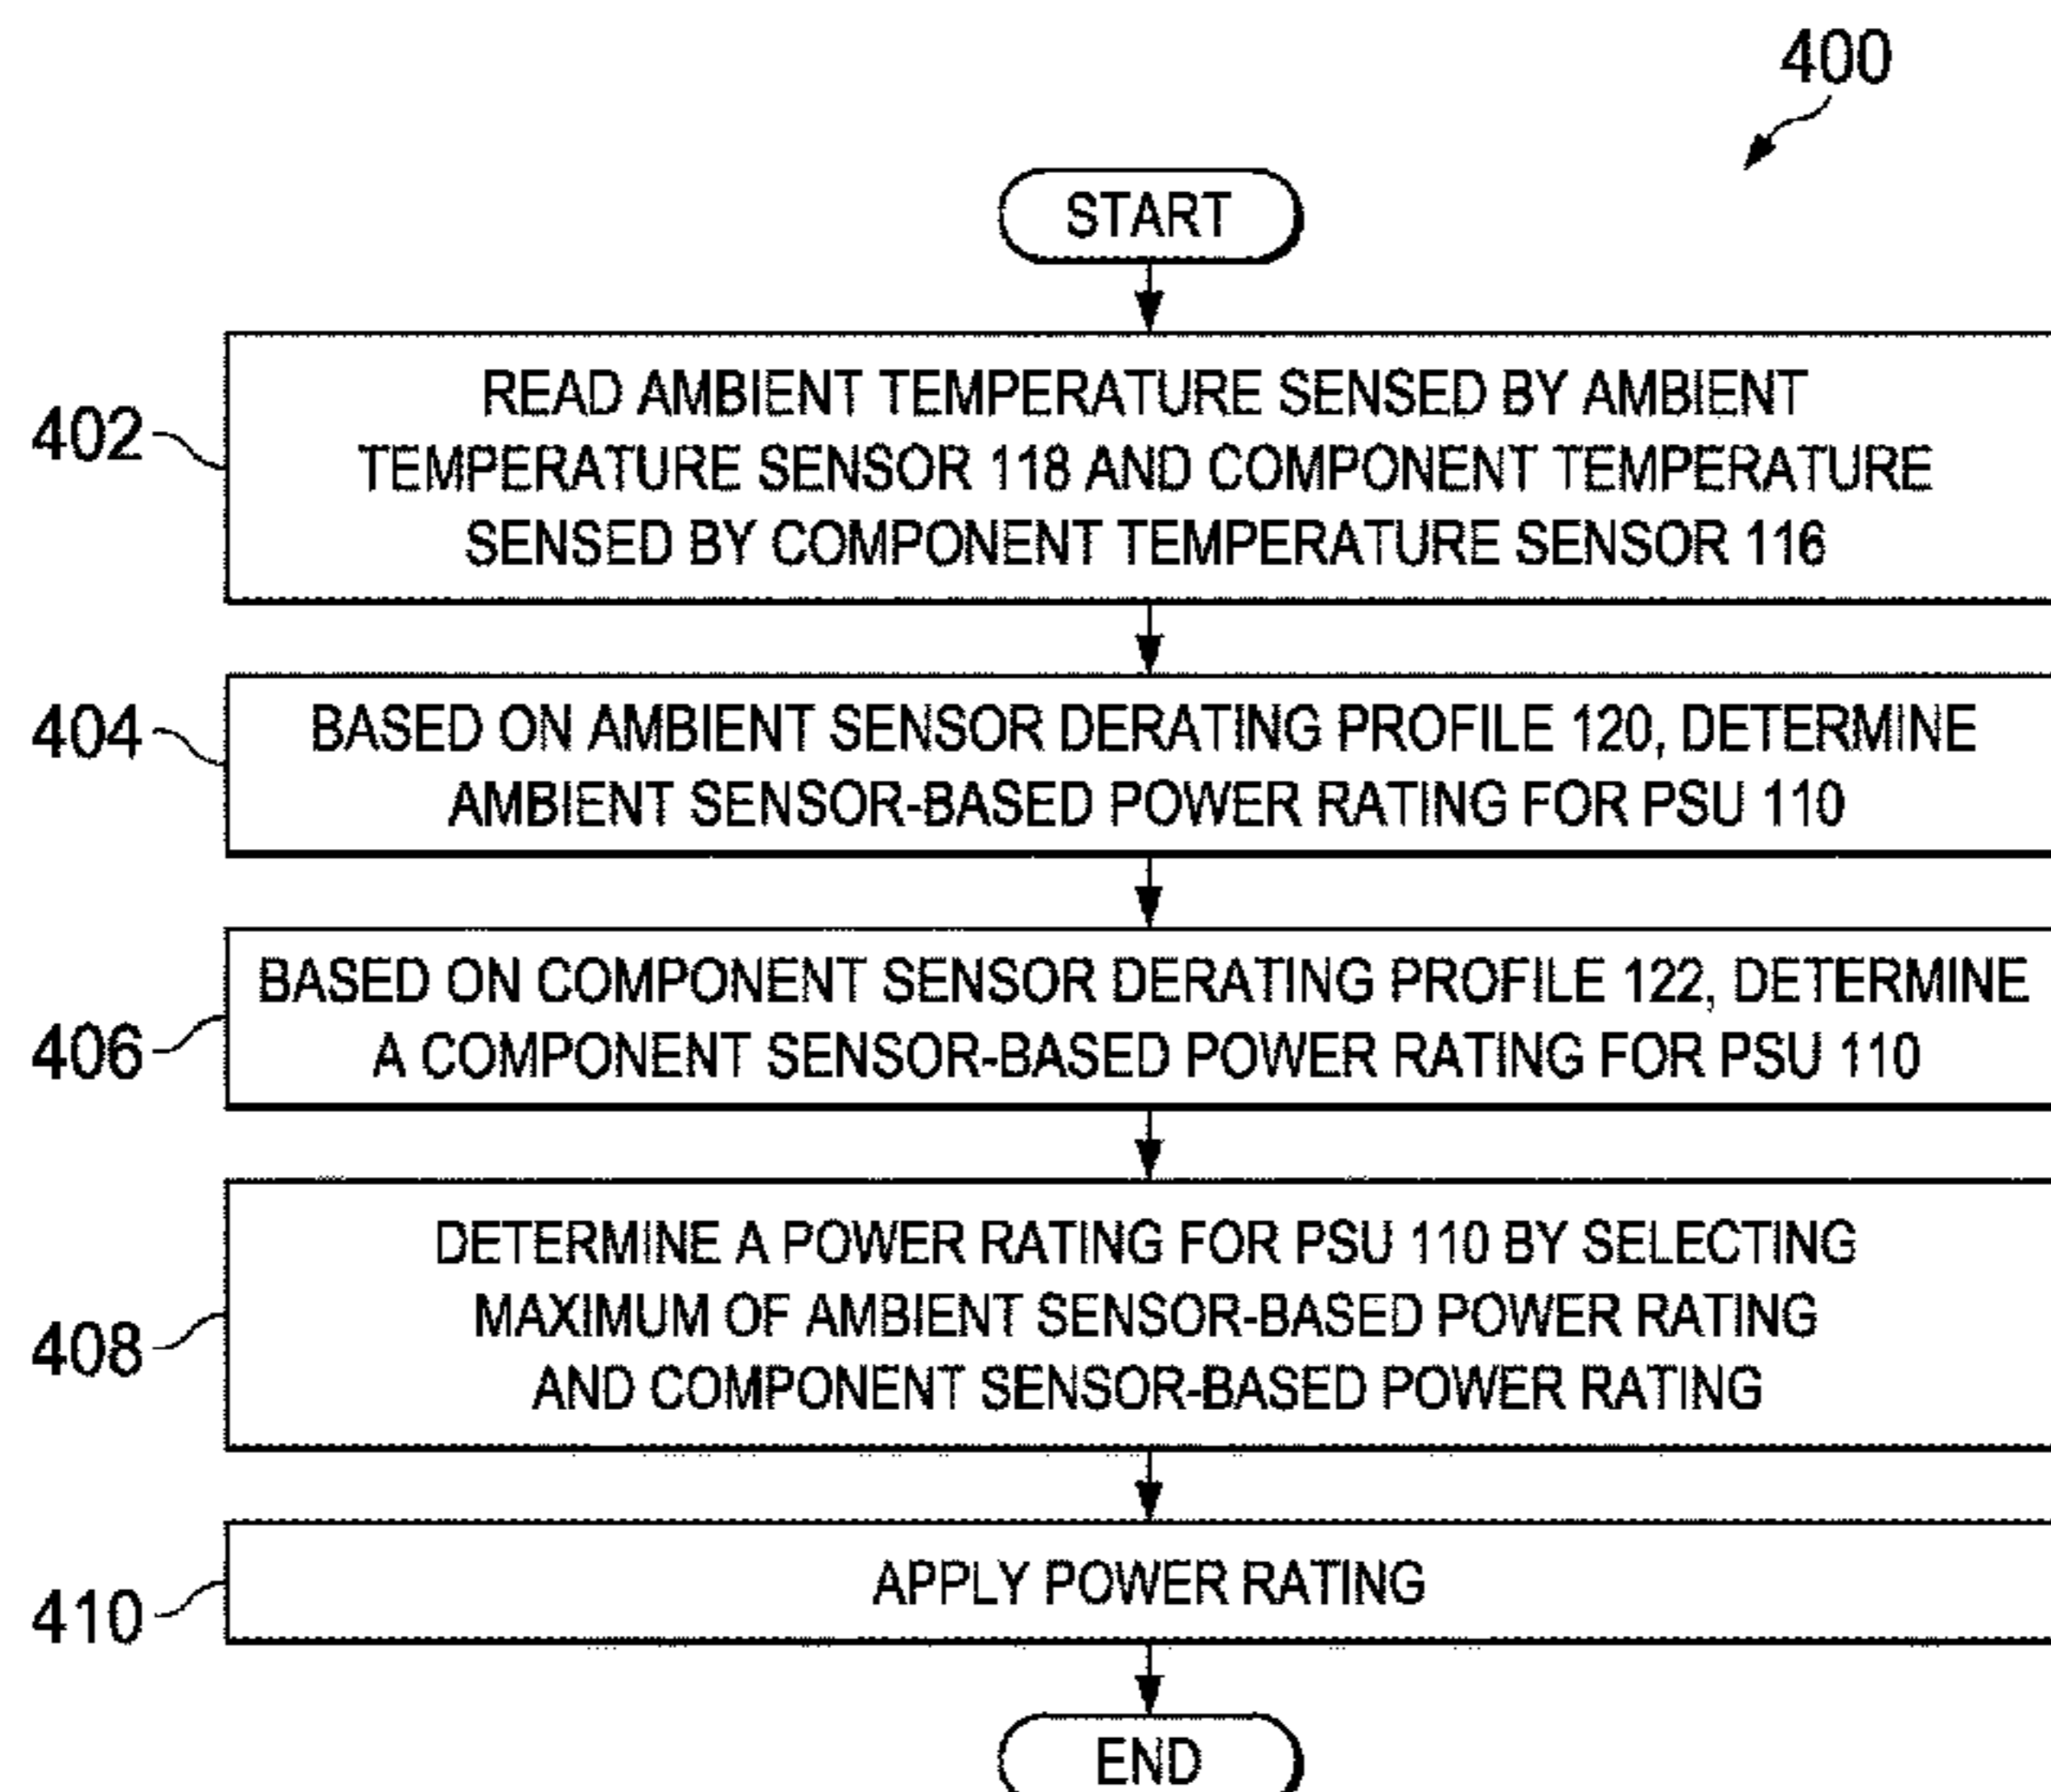 400
START
402
READ AMBIENT TEMPERATURE SENSED BY AMBIENT
TEMPERATURE SENSOR 118 AND COMPONENT TEMPERATURE
SENSED BY COMPONENT TEMPERATURE SENSOR 116
404
BASED ON AMBIENT SENSOR DERATING PROFILE 120, DETERMINE
AMBIENT SENSOR-BASED POWER RATING FOR PSU 110
406
BASED ON COMPONENT SENSOR DERATING PROFILE 122, DETERMINE
A COMPONENT SENSOR-BASED POWER RATING FOR PSU 110
408
DETERMINE A POWER RATING FOR PSU 110 BY SELECTING
MAXIMUM OF AMBIENT SENSOR-BASED POWER RATING
AND COMPONENT SENSOR-BASED POWER RATING
410
APPLY POWER RATING
END